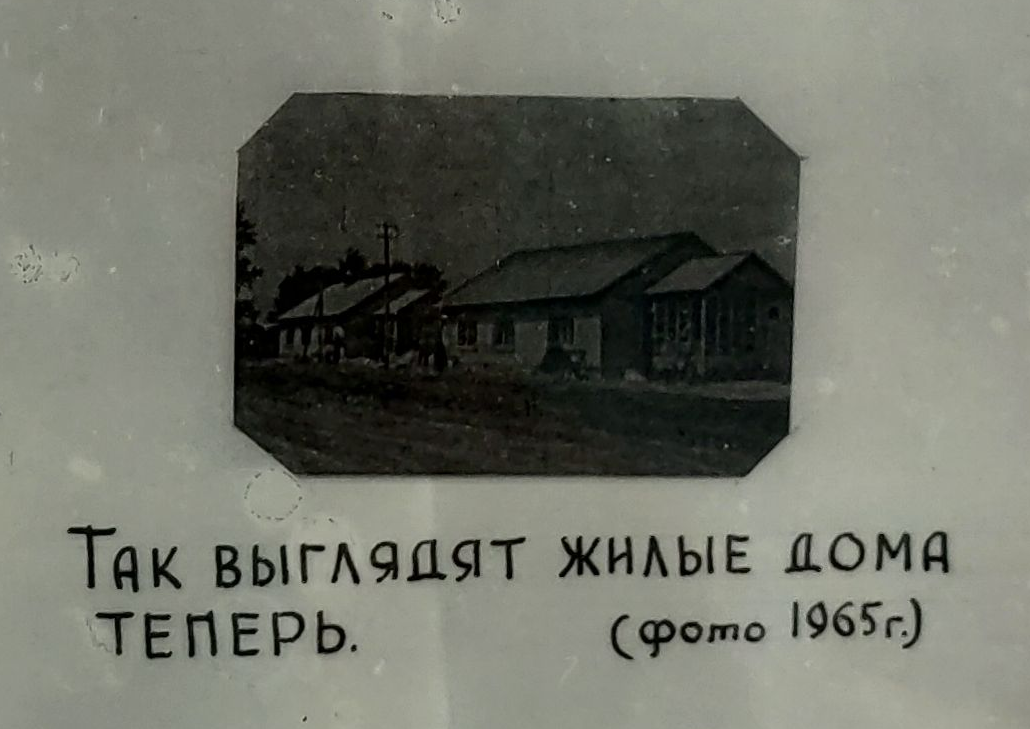 Так выглядят жилые дома
теперь. (фото 1965г.)